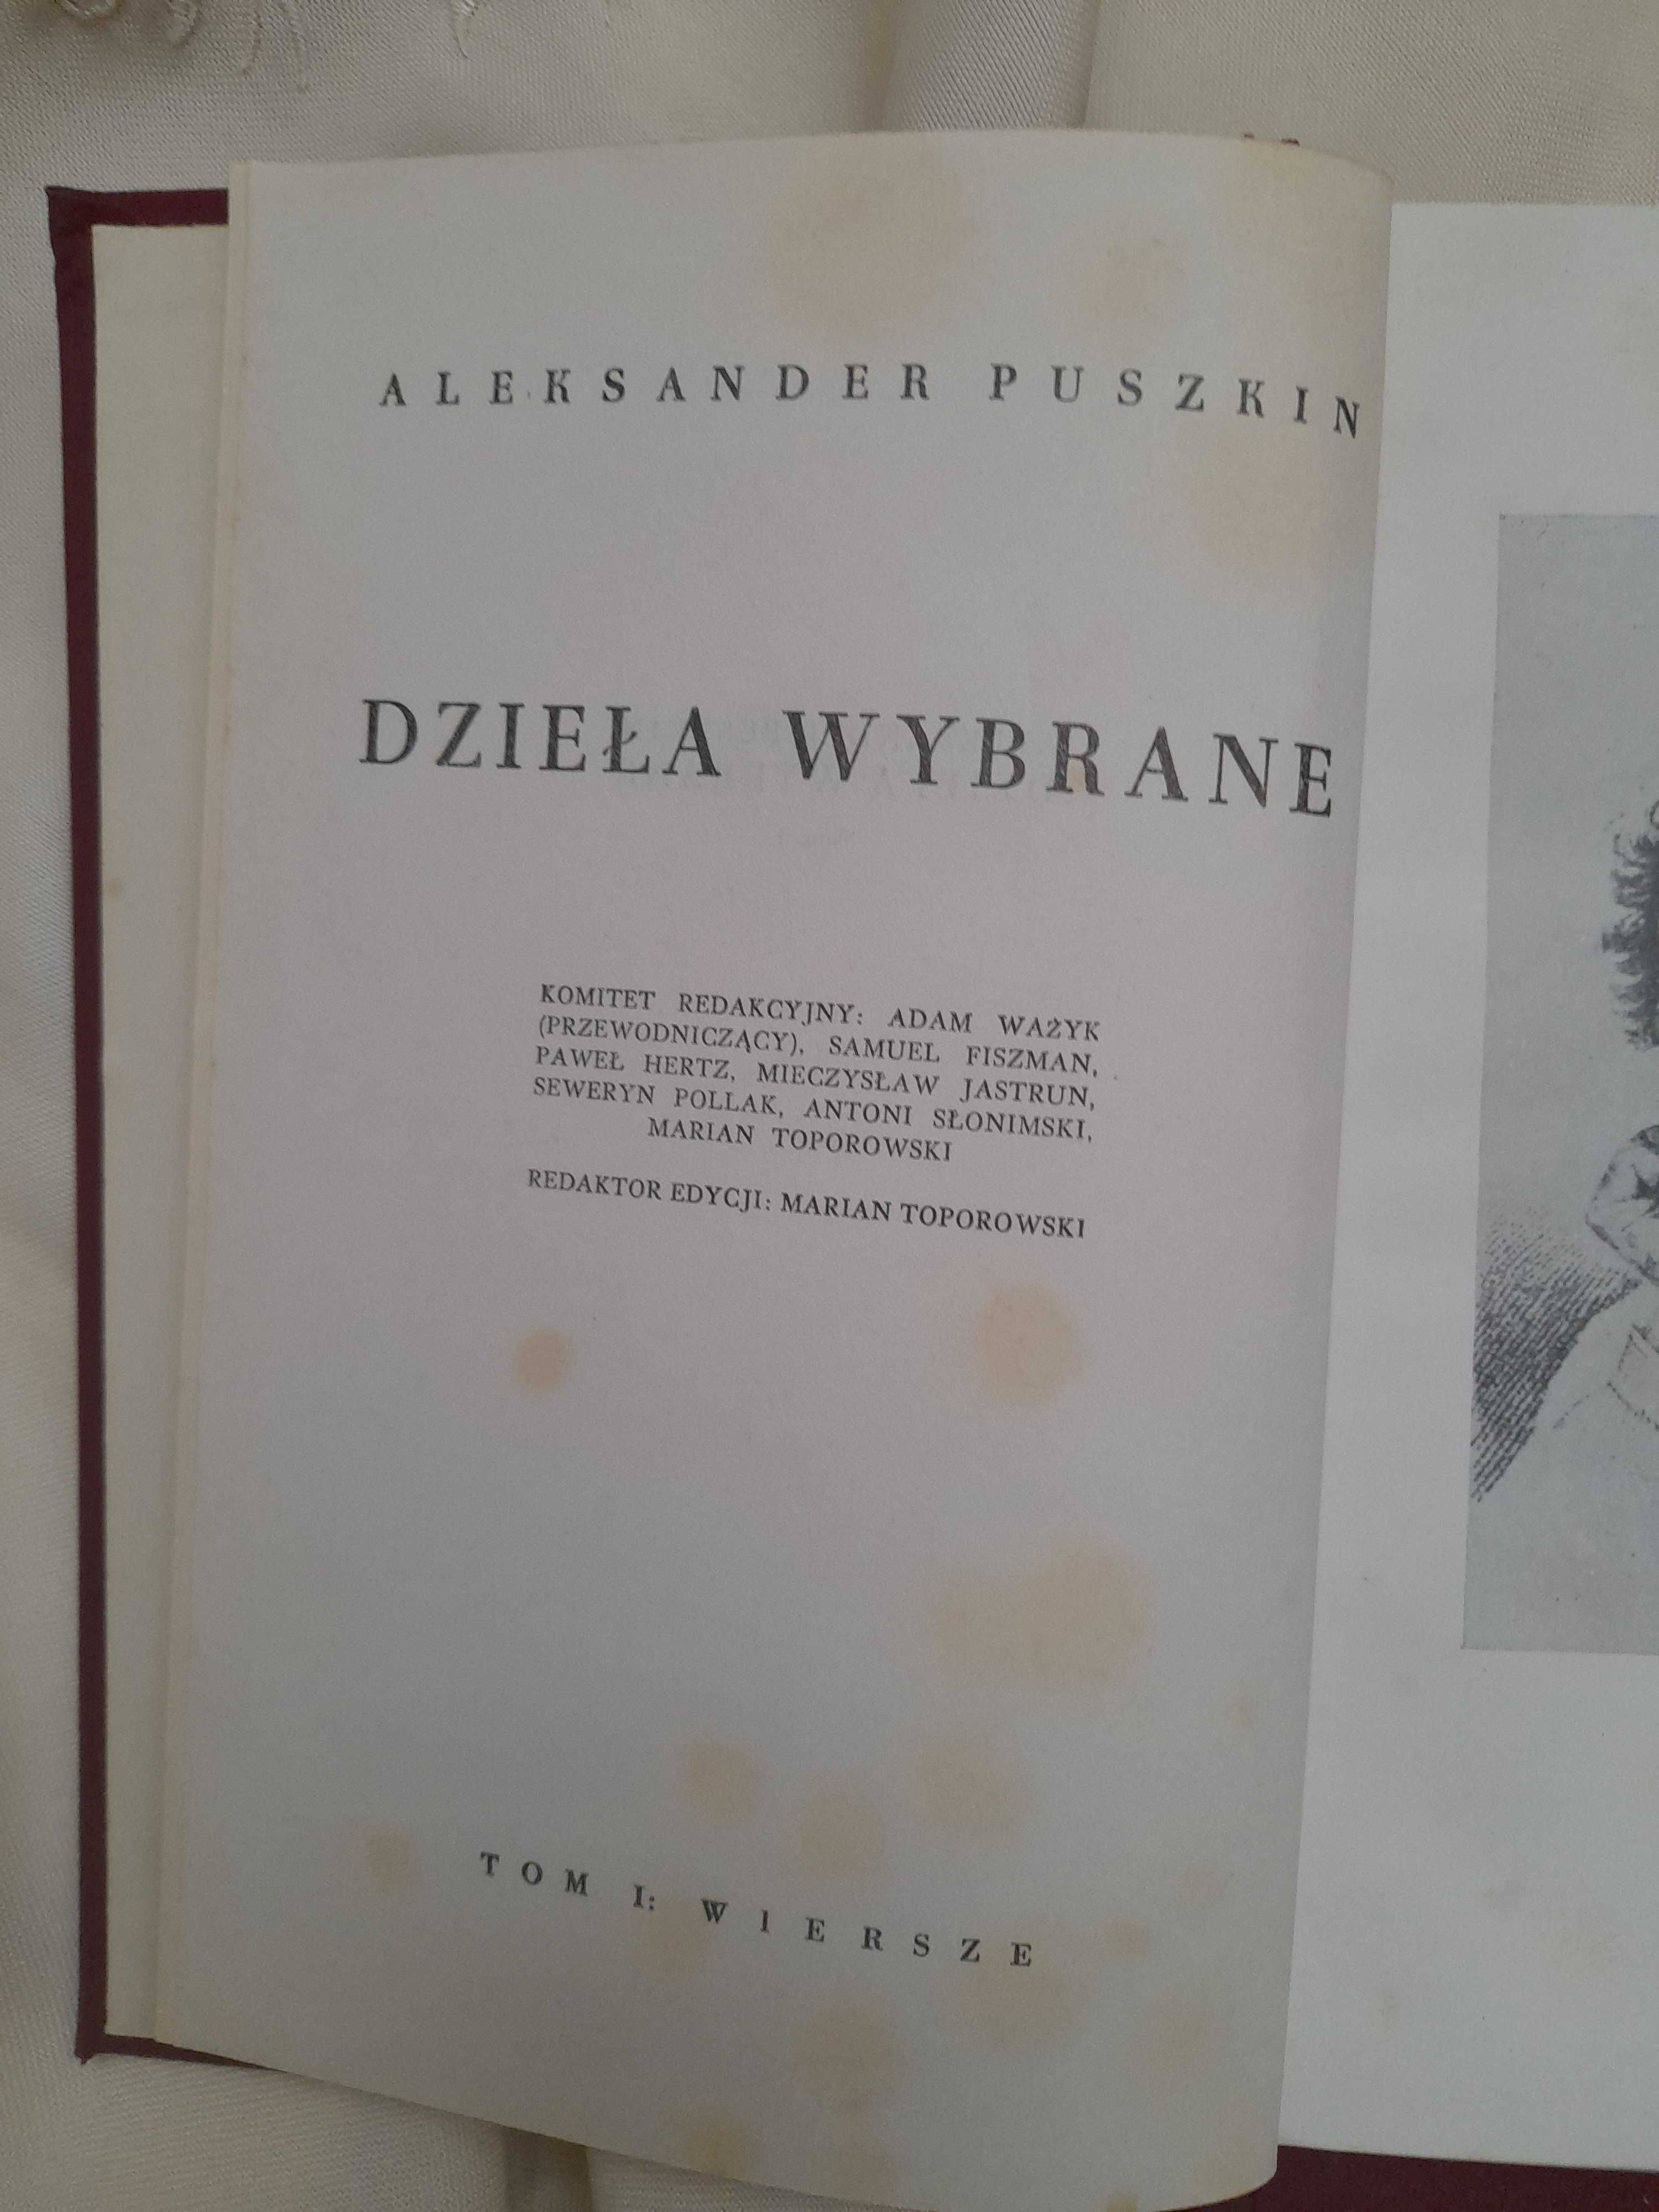 ALEKSANDER PUSZKIN
DZIEŁA WYBRANE
KOMITET REDAKCYJNY: ADAM WAŻYK
(PRZEWODNICZĄCY), SAMUEL FISZMAN,
PAWEŁ HERTZ, MIECZYSŁAW JASTRUN,
SEWERYN POLLAK, ANTONI SŁONIMSKI,
MARIAN TOPOROWSKI
REDAKTOR EDYCJI: MARIAN TOPOROWSKI
TOM I: WIERSZE